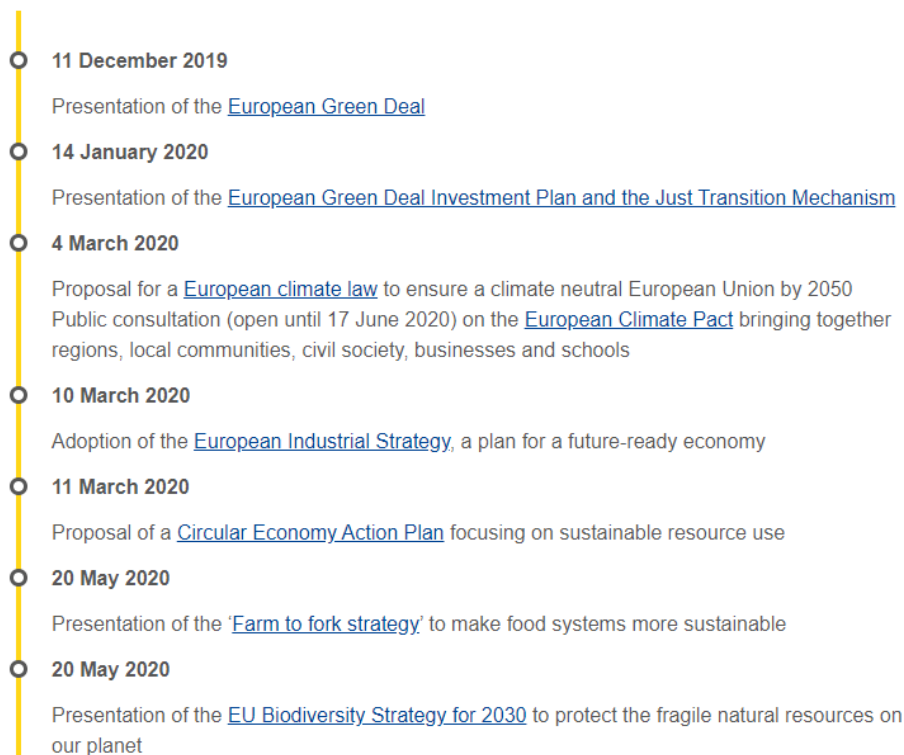 11 December 2019
Presentation of the European Green Deal
14 January 2020
Presentation of the European Green Deal Investment Plan and the Just Transition Mechanism
4 March 2020
Proposal for a European climate law to ensure a climate neutral European Union by 2050
Public consultation (open until 17 June 2020) on the European Climate Pact bringing together
regions, local communities, civil society, businesses and schools
10 March 2020
Adoption of the European Industrial Strategy, a plan for a future-ready economy
11 March 2020
Proposal of a Circular Economy Action Plan focusing on sustainable resource use
20 May 2020
Presentation of the ‘Farm to fork strategy’ to make food systems more sustainable
20 May 2020
Presentation of the EU Biodiversity Strategy for 2030 to protect the fragile natural resources on
our planet